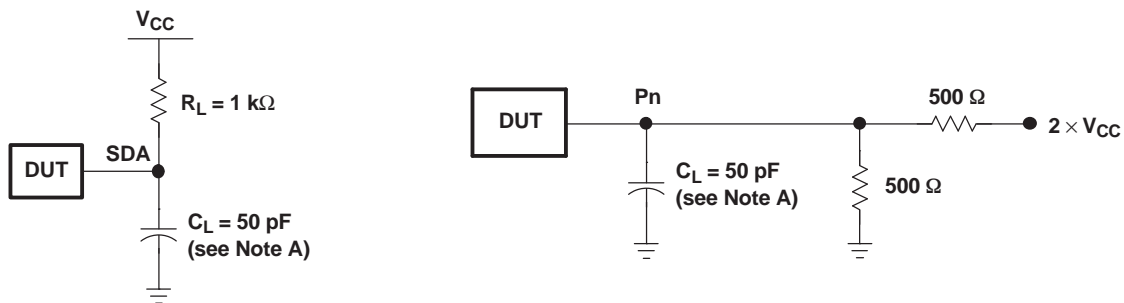 V_CC
R_L = 1 kΩ
DUT
SDA
C_L = 50 pF
(see Note A)
DUT
Pn
500 Ω
2 × V_CC
C_L = 50 pF
(see Note A)
500 Ω